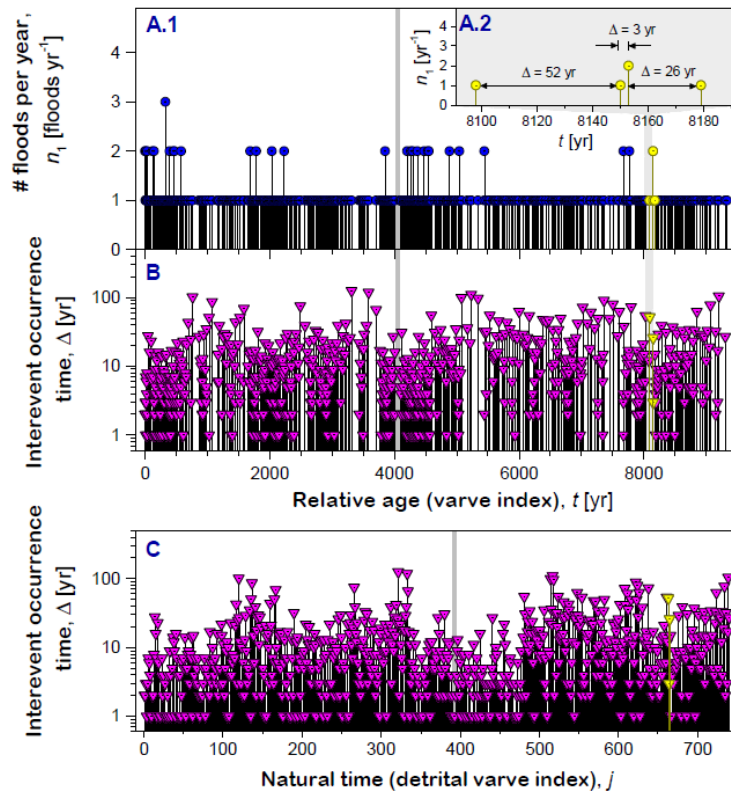 A.1
A.2
# floods per year,
n₁ [floods yr⁻¹]
4
3
2
1
0
n₁ [yr⁻¹]
4
3
2
1
0
Δ = 3 yr
Δ = 52 yr
Δ = 26 yr
8100 8120 8140 8160 8180
t [yr]
B
Interevent occurrence
time, Δ [yr]
100
10
1
0 2000 4000 6000 8000
Relative age (varve index), t [yr]
C
Interevent occurrence
time, Δ [yr]
100
10
1
0 100 200 300 400 500 600 700
Natural time (detrital varve index), j